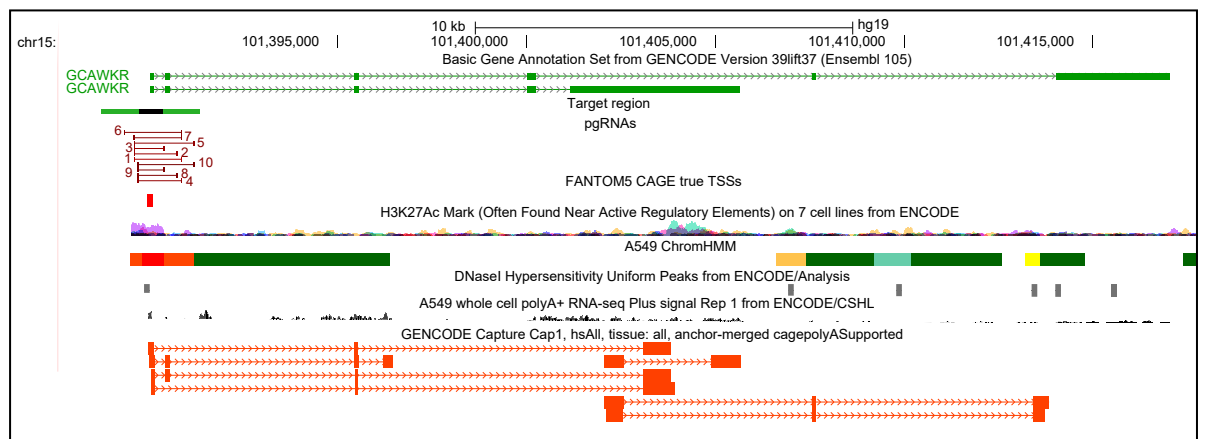 10 kb hg19
chr15: 101,395,000 101,400,000 101,405,000 101,410,000 101,415,000
Basic Gene Annotation Set from GENCODE Version 39lift37 (Ensembl 105)
GCAWKR
GCAWKR
Target region
pgRNAs
6
7
5
3
2
1
10
9
8
4
FANTOM5 CAGE true TSSs
H3K27Ac Mark (Often Found Near Active Regulatory Elements) on 7 cell lines from ENCODE
A549 ChromHMM
DNaseI Hypersensitivity Uniform Peaks from ENCODE/Analysis
A549 whole cell polyA+ RNA-seq Plus signal Rep 1 from ENCODE/CSHL
GENCODE Capture Cap1, hsAll, tissue: all, anchor-merged cagepolyASupported